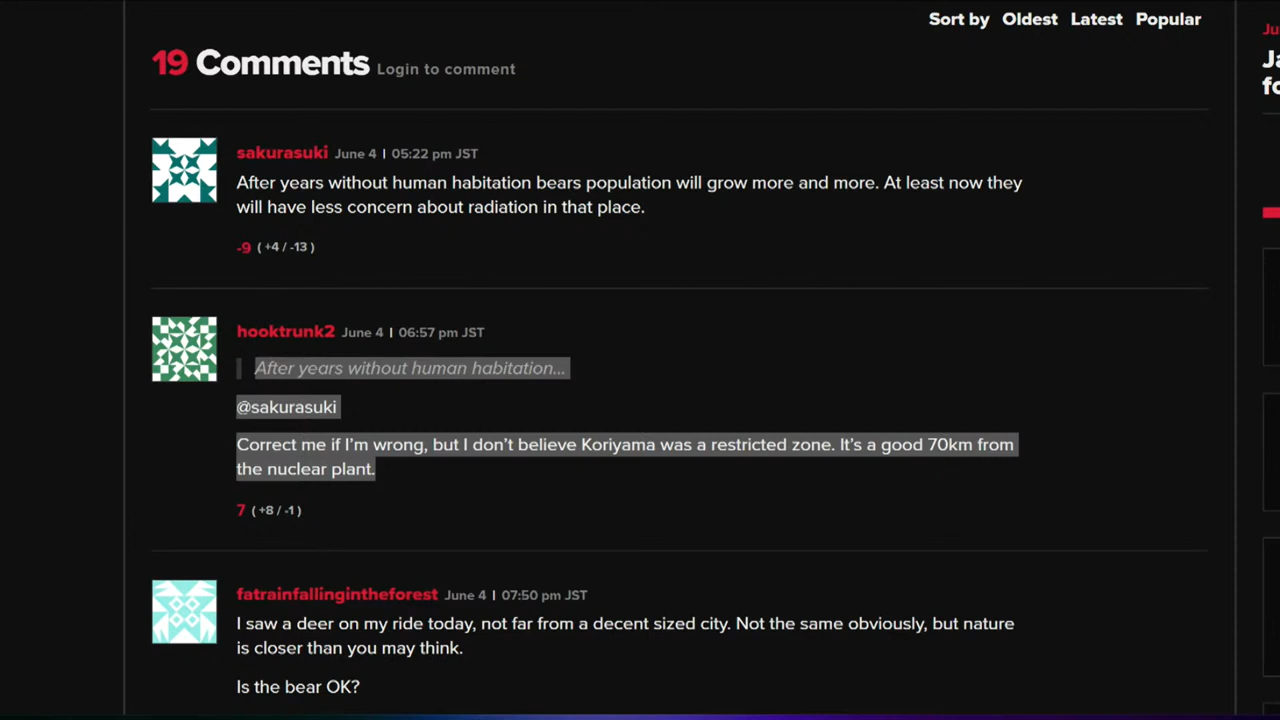 Sort by Oldest Latest Popular
19 Comments Login to comment
sakurasuki June 4 | 05:22 pm JST
After years without human habitation bears population will grow more and more. At least now they
will have less concern about radiation in that place.
-9 ( +4 / -13 )
hooktrunk2 June 4 | 06:57 pm JST
After years without human habitation...
@sakurasuki
Correct me if I'm wrong, but I don't believe Koriyama was a restricted zone. It's a good 70km from
the nuclear plant.
7 ( +8 / -1 )
fatrainfallingintheforest June 4 | 07:50 pm JST
I saw a deer on my ride today, not far from a decent sized city. Not the same obviously, but nature
is closer than you may think.
Is the bear OK?